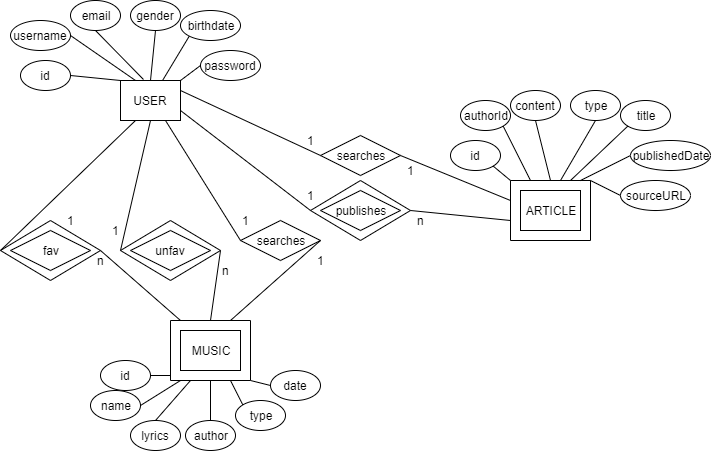 email
gender
username
birthdate
password
id
USER
content
type
authorId
title
1
searches
id
publishedDate
1
sourceURL
1
publishes
ARTICLE
n
1
1
1
fav
unfav
searches
n
n
1
MUSIC
id
date
name
type
lyrics
author